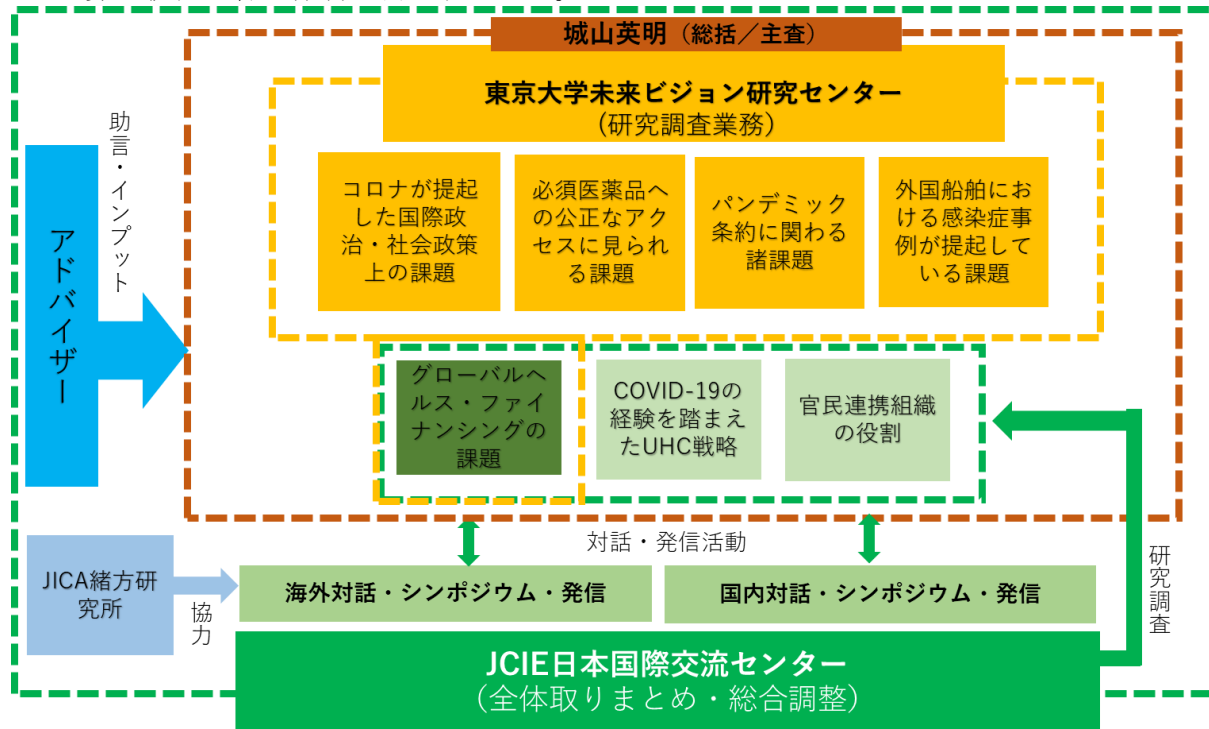 城山英明（総括／主査）
東京大学未来ビジョン研究センター
（研究調査業務）
助言・インプット
アドバイザー
コロナが提起
した国際政
治・社会政策
上の課題
必須医薬品へ
の公正なアク
セスに見られ
る課題
パンデミック
条約に関わる
諸課題
外国船舶にお
ける感染症事
例が提起して
いる課題
グローバルヘ
ルス・ファイ
ナンシングの
課題
COVID-19の
経験を踏まえ
たUHC戦略
官民連携組織
の役割
対話・発信活動
JICA緒方研
究所
協力
海外対話・シンポジウム・発信
国内対話・シンポジウム・発信
研究調査
JCIE日本国際交流センター
（全体取りまとめ・総合調整）